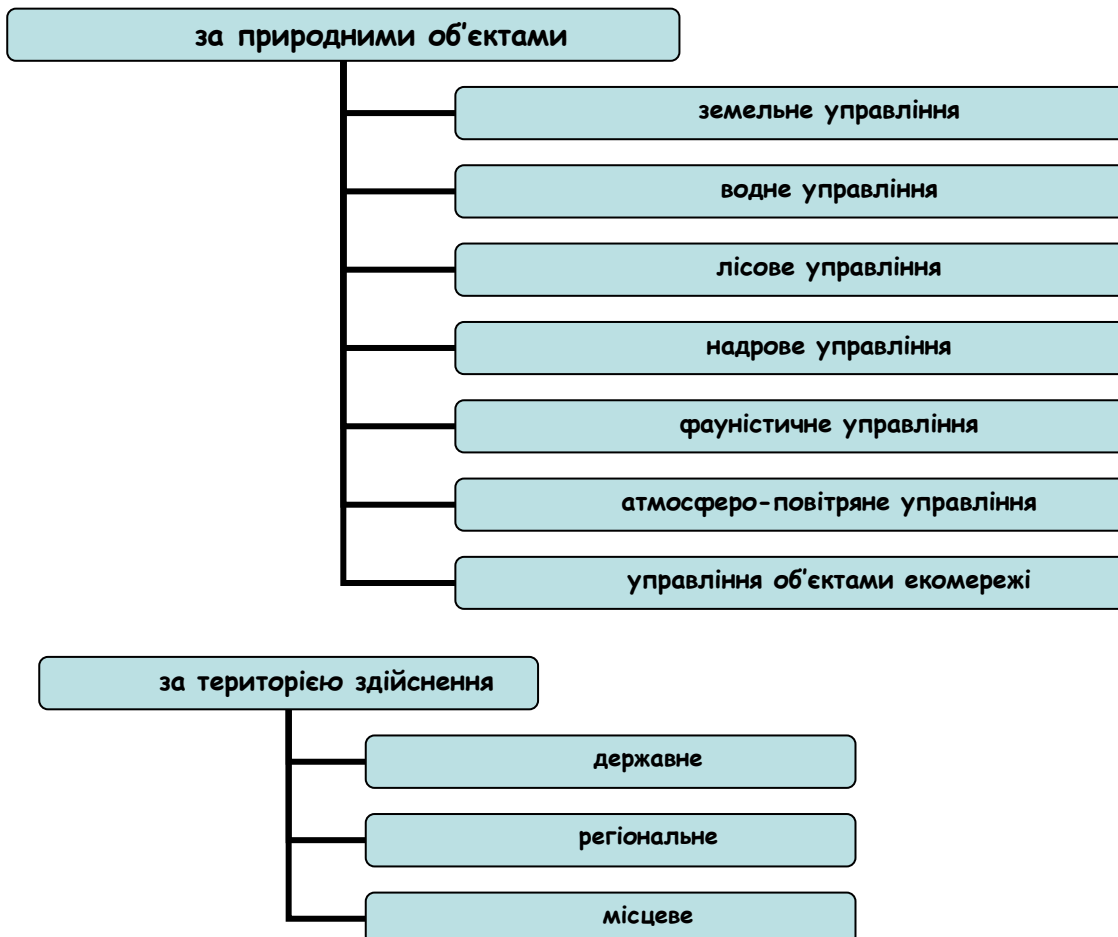 за природними об'єктами
земельне управління
водне управління
лісове управління
надрове управління
фауністичне управління
атмосферо-повітряне управління
управління об'єктами екомережі
за територією здійснення
державне
регіональне
місцеве